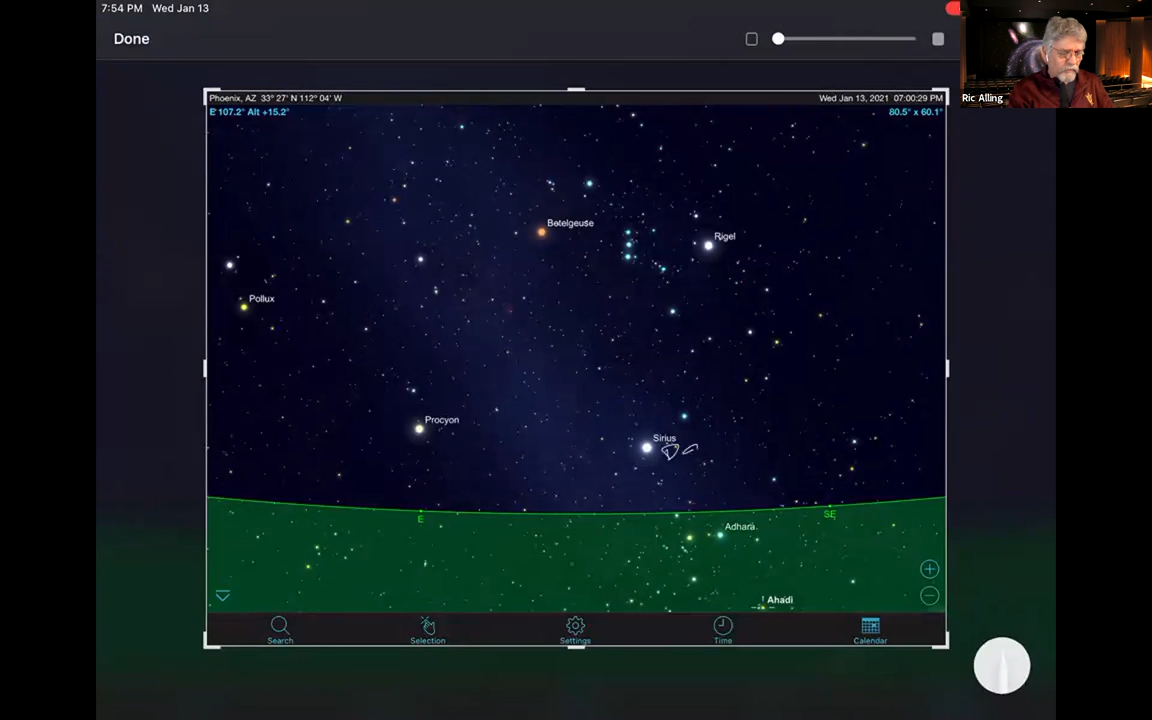 7:54 PM Wed Jan 13
Done
Ric Alling
Phoenix, AZ 33° 27' N 112° 04' W
Wed Jan 13, 2021 07:00:29 PM
E 107.2° Alt +15.2°
80.5° x 60.1°
Betelgeuse
Rigel
Pollux
Procyon
Sirius
E
SE
Adhara
Ahadi
Search
Selection
Settings
Time
Calendar